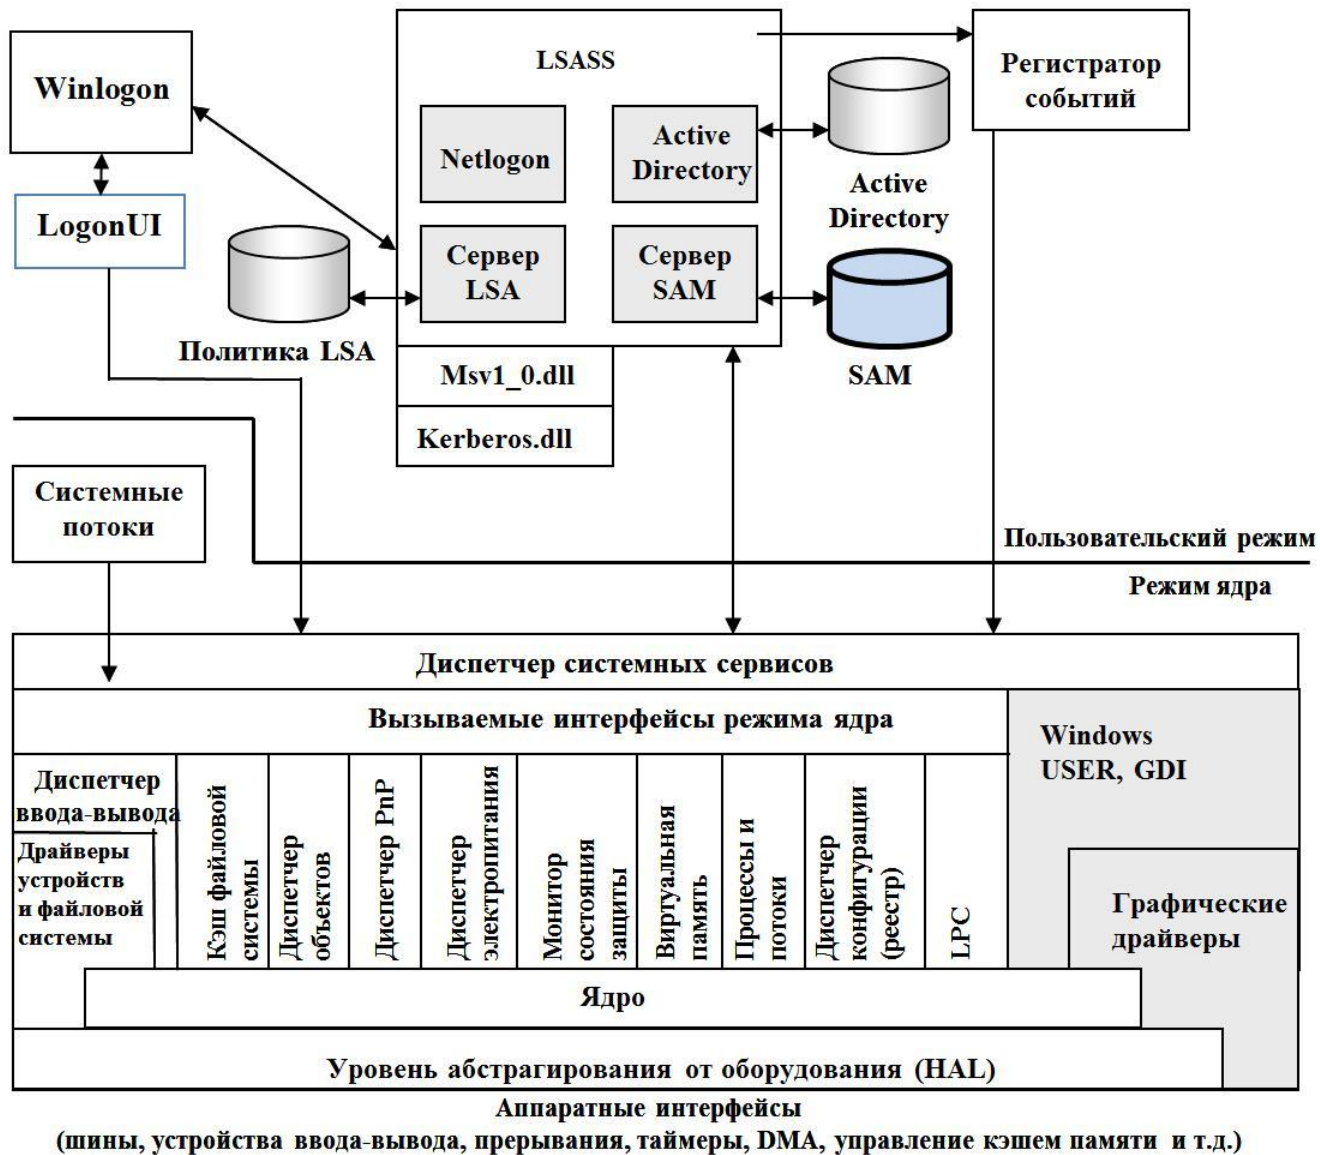 Winlogon
LogonUI
LSASS
Netlogon
Active
Directory
Сервер
LSA
Сервер
SAM
Msv1_0.dll
Kerberos.dll
Политика LSA
Active
Directory
SAM
Регистратор
событий
Системные
потоки
Пользовательский режим
Режим ядра
Диспетчер системных сервисов
Вызываемые интерфейсы режима ядра
Диспетчер
ввода-вывода
Драйверы
устройств
и файловой
системы
Кэш файловой
системы
Диспетчер
объектов
Диспетчер PnP
Диспетчер
электропитания
Монитор
состояния
защиты
Виртуальная
память
Процессы и
потоки
Диспетчер
конфигурации
(реестр)
LPC
Windows
USER, GDI
Графические
драйверы
Ядро
Уровень абстрагирования от оборудования (HAL)
Аппаратные интерфейсы
(шины, устройства ввода-вывода, прерывания, таймеры, DMA, управление кэшем памяти и т.д.)